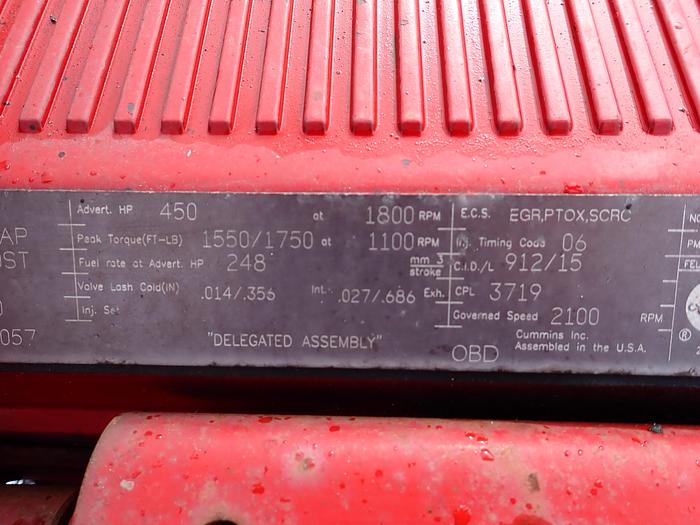 Advert. HP 450 at 1800 RPM E.C.S. EGR,PTOX,SCRC NO
AP Peak Torque(FT-LB) 1550/1750 at 1100 RPM Inj. Timing Code 06 PM
OST Fuel rate at Advert. HP 248 mm 3 stroke C.I.D./L 912/15 FEL
Valve Lash Cold(IN) .014/.356 Int. .027/.686 Exh. CPL 3719
Inj. Set Governed Speed 2100 RPM
057 "DELEGATED ASSEMBLY" OBD Cummins Inc. ®
Assembled in the U.S.A.